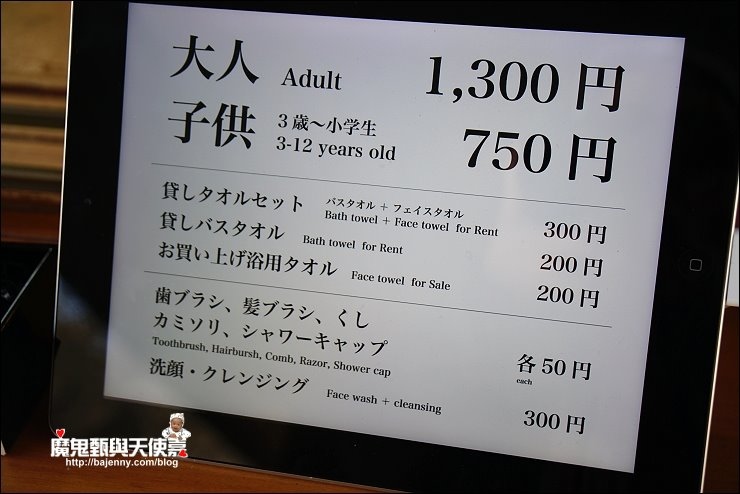 大人 Adult 1,300円
子供 3歳〜小学生 3-12 years old 750円
貸しタオルセット バスタオル + フェイスタオル Bath towel + Face towel for Rent 300円
貸しバスタオル Bath towel for Rent 200円
お買い上げ浴用タオル Face towel for Sale 200円
歯ブラシ、髪ブラシ、くし
カミソリ、シャワーキャップ 各50円
Toothbrush, Hairbursh, Comb, Razor, Shower cap each
洗顔・クレンジング Face wash + cleansing 300円
魔鬼甄與天使嘉
http://bajenny.com/blog